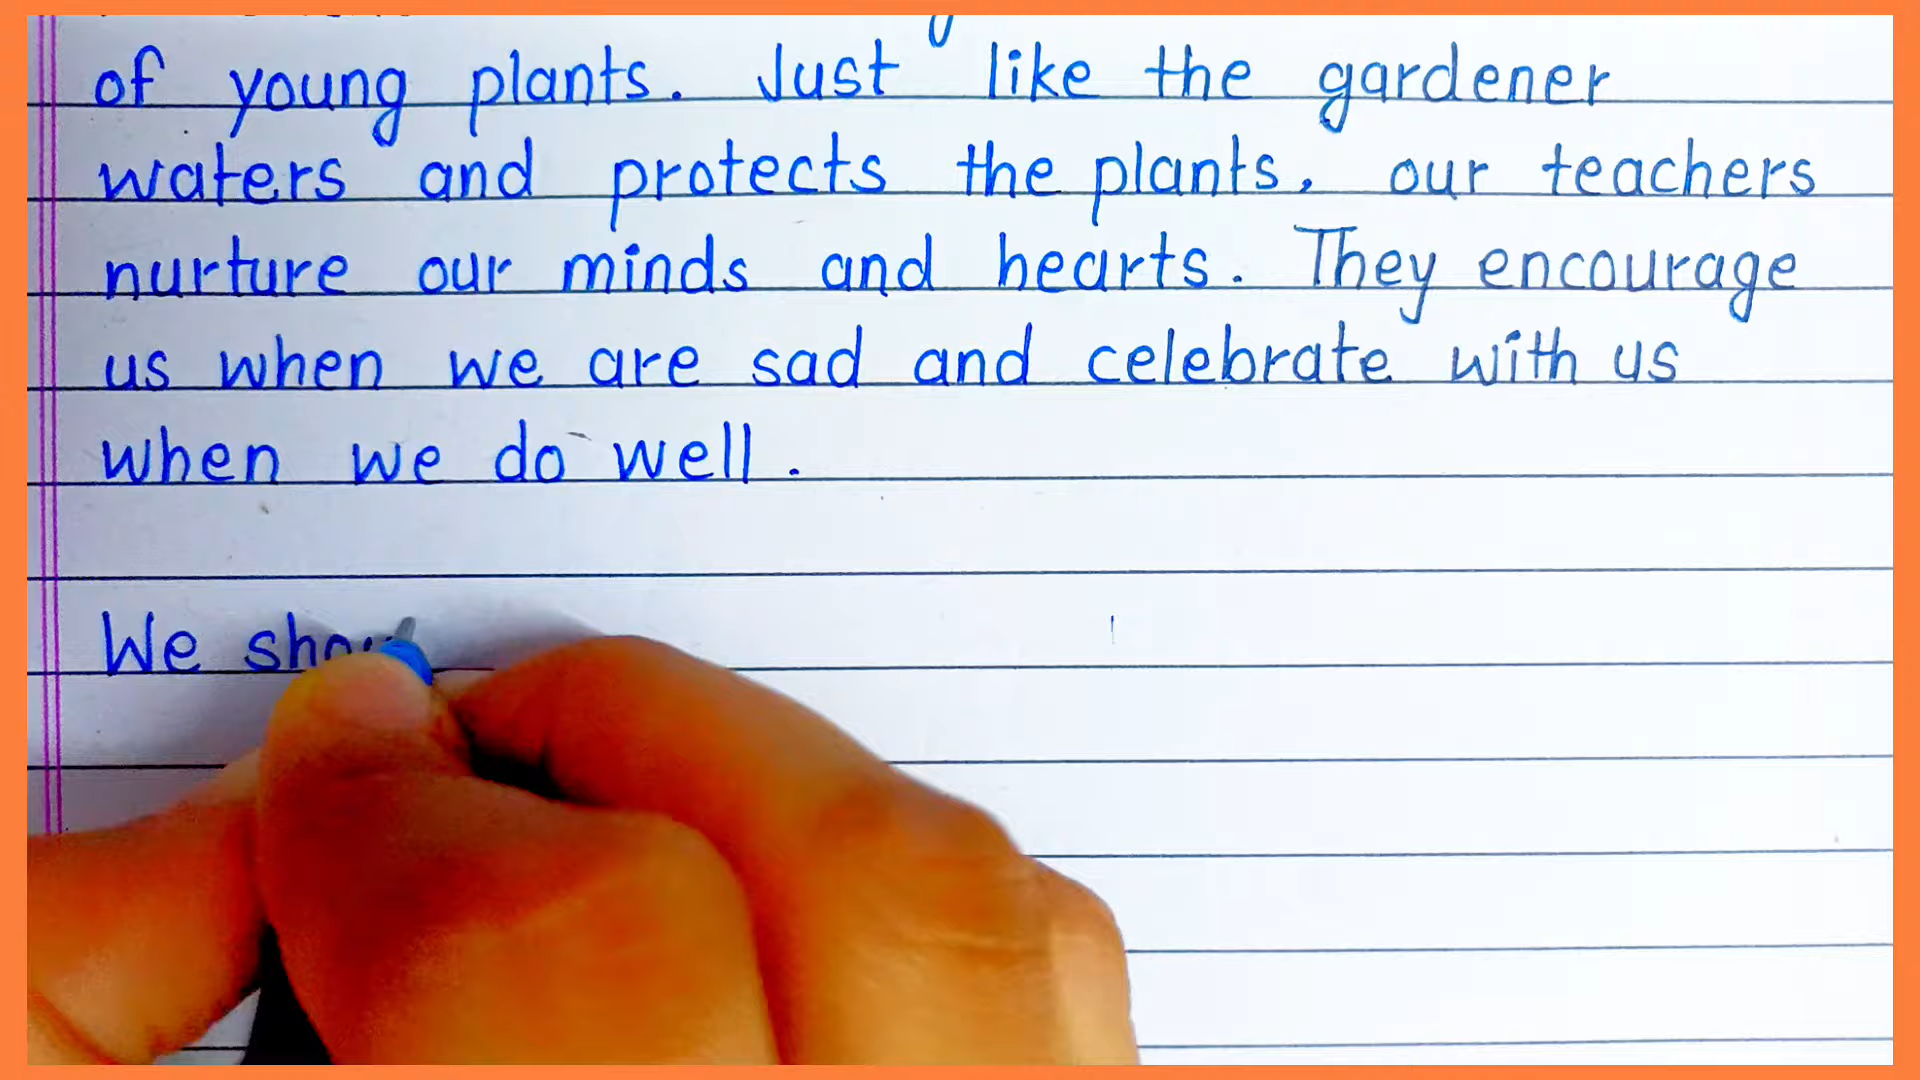 of young plants. Just like the gardener
waters and protects the plants, our teachers
nurture our minds and hearts. They encourage
us when we are sad and celebrate with us
when we do well.
We